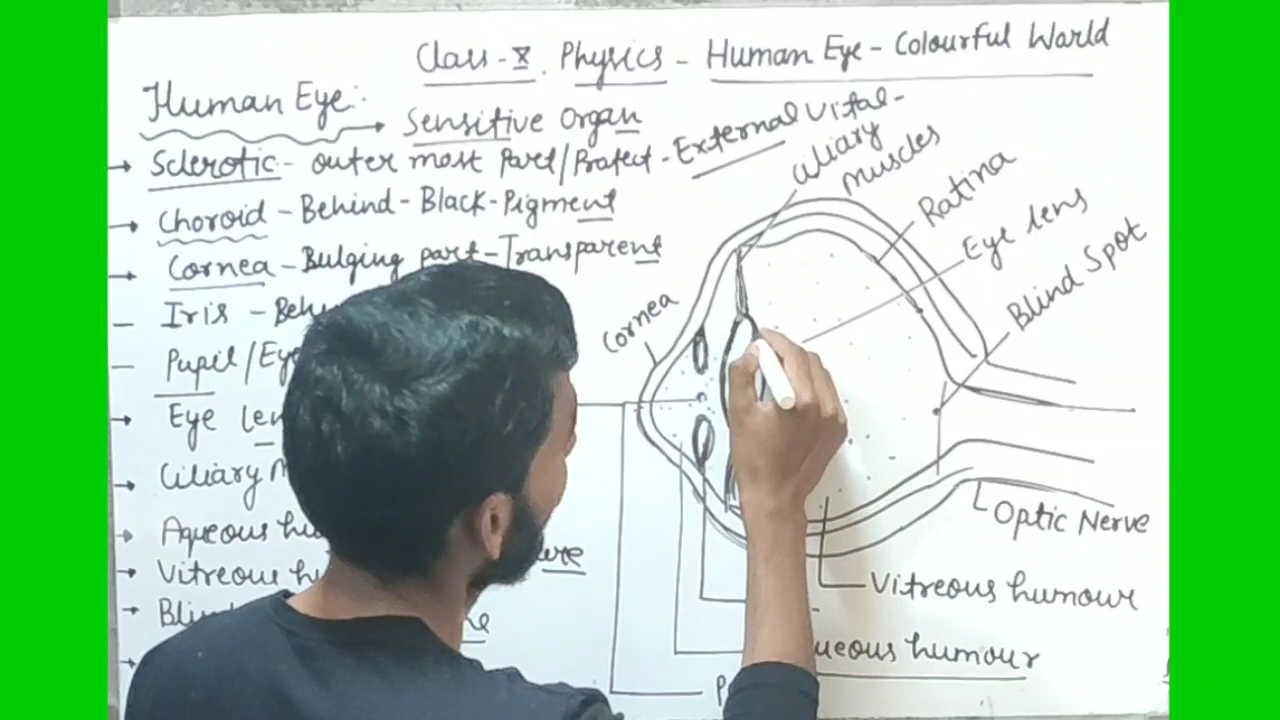 Class - X. Physics - Human Eye - Colourful World
Human Eye:
Sensitive Organ
Sclerotic - outer most Part/Protect - External Vital-
Choroid - Behind - Black - Pigment
Cornea - Bulging part - Transparent
Iris -
Pupil /
Eye
Ciliary
Aqueous
Vitreous
Ciliary
Muscles
Ratina
Eye lens
Blind Spot
Cornea
Optic Nerve
Vitreous humour
humour